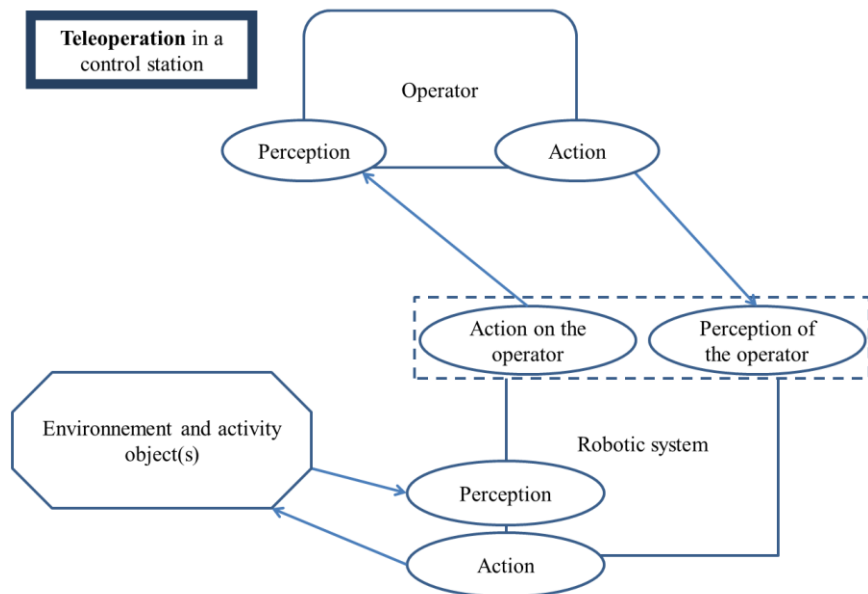 Teleoperation in a
control station
Operator
Perception
Action
Action on the
operator
Perception of
the operator
Environnement and activity
object(s)
Robotic system
Perception
Action